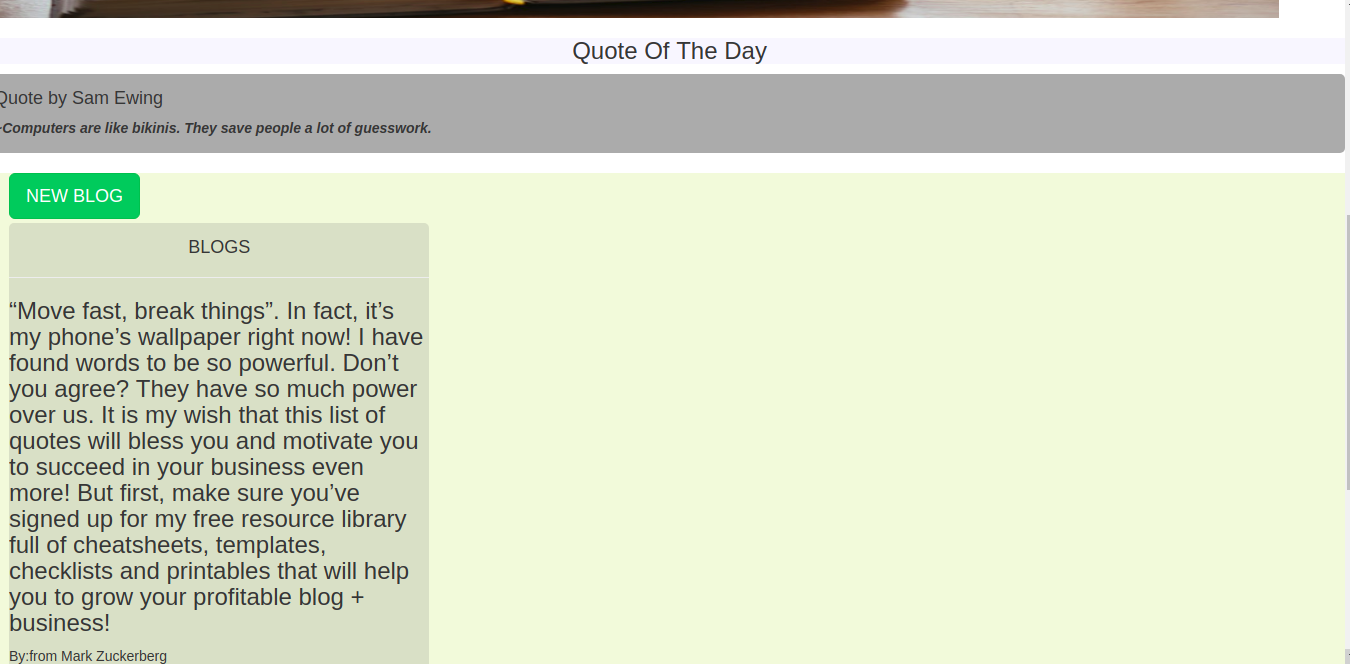 Quote Of The Day
Quote by Sam Ewing
-Computers are like bikinis. They save people a lot of guesswork.
NEW BLOG
BLOGS
“Move fast, break things”. In fact, it’s
my phone’s wallpaper right now! I have
found words to be so powerful. Don’t
you agree? They have so much power
over us. It is my wish that this list of
quotes will bless you and motivate you
to succeed in your business even
more! But first, make sure you’ve
signed up for my free resource library
full of cheatsheets, templates,
checklists and printables that will help
you to grow your profitable blog +
business!
By:from Mark Zuckerberg